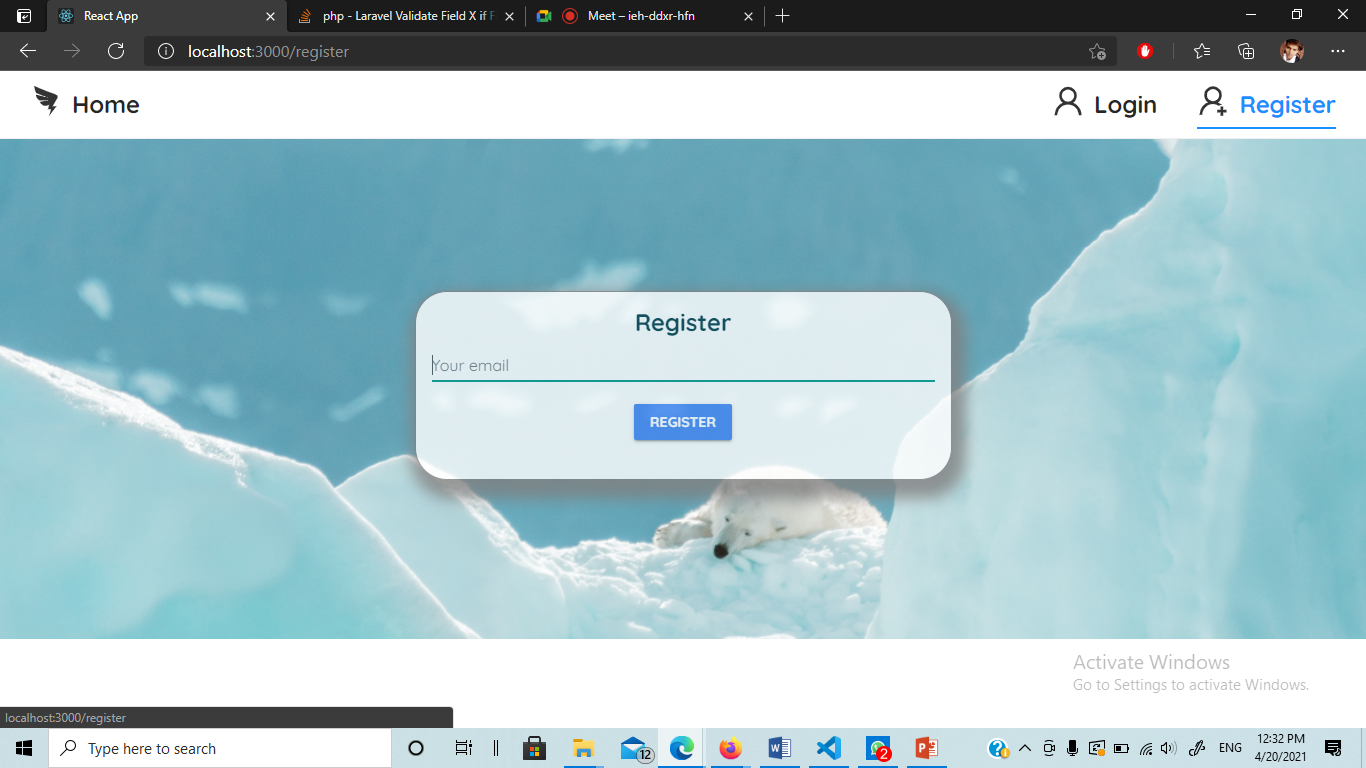 React App
php - Laravel Validate Field X if F
Meet – ieh-ddxr-hfn
localhost:3000/register
Home
Login
Register
Register
Your email
REGISTER
Activate Windows
Go to Settings to activate Windows.
localhost:3000/register
Type here to search
12
2
ENG
12:32 PM
4/20/2021